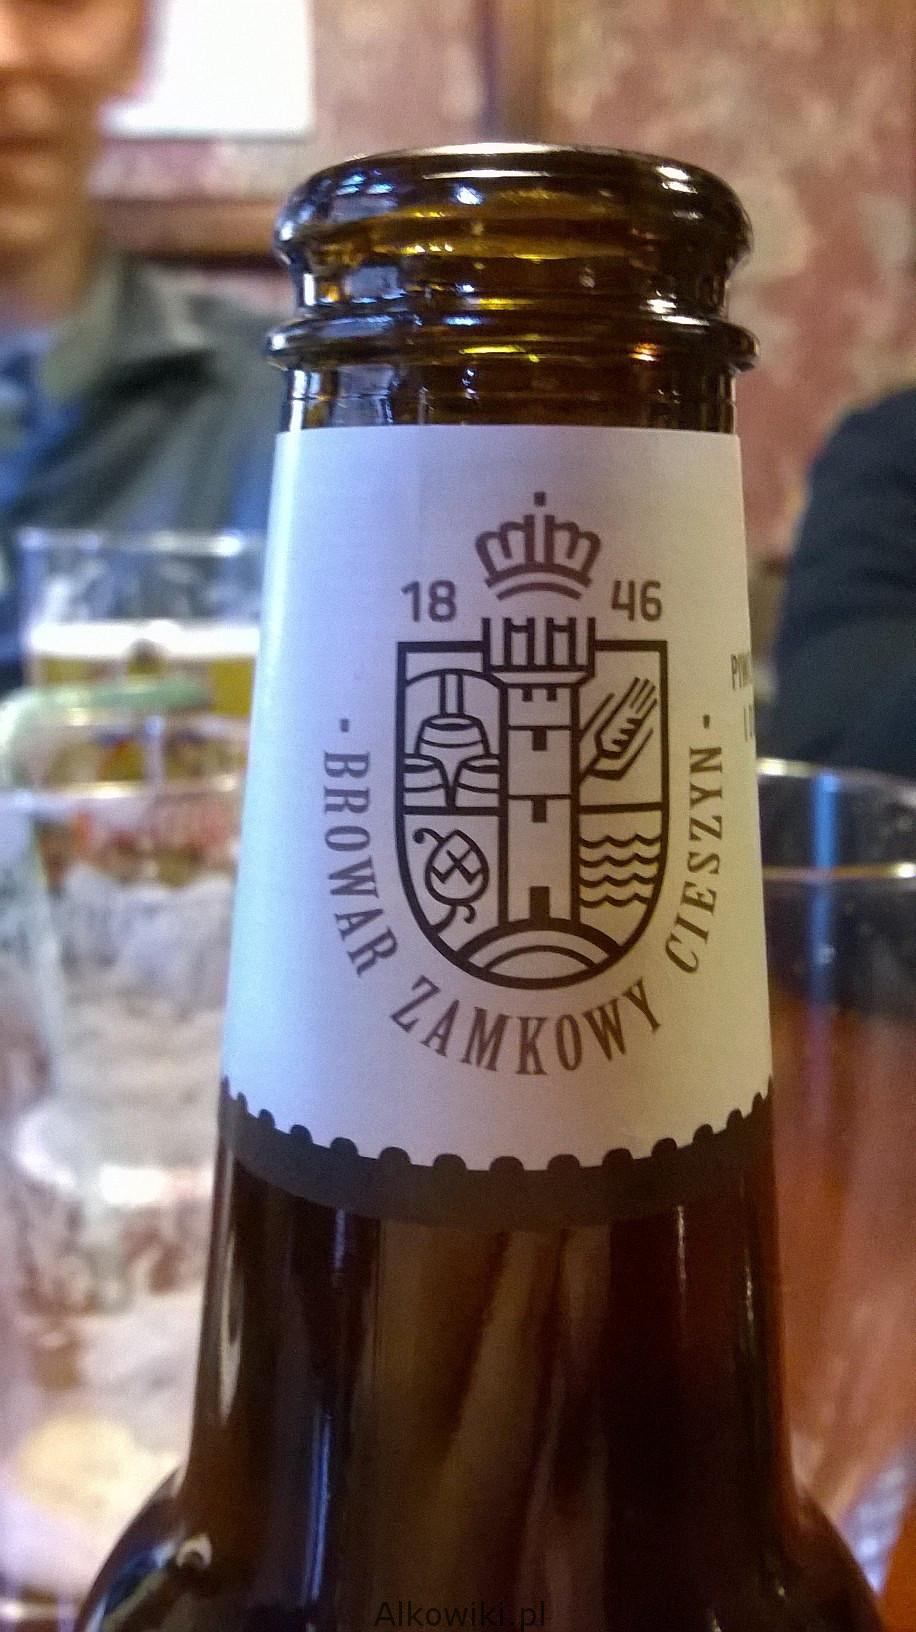 18 46
· BROWAR ZAMKOWY CIESZYN ·
Alkowiki.pl